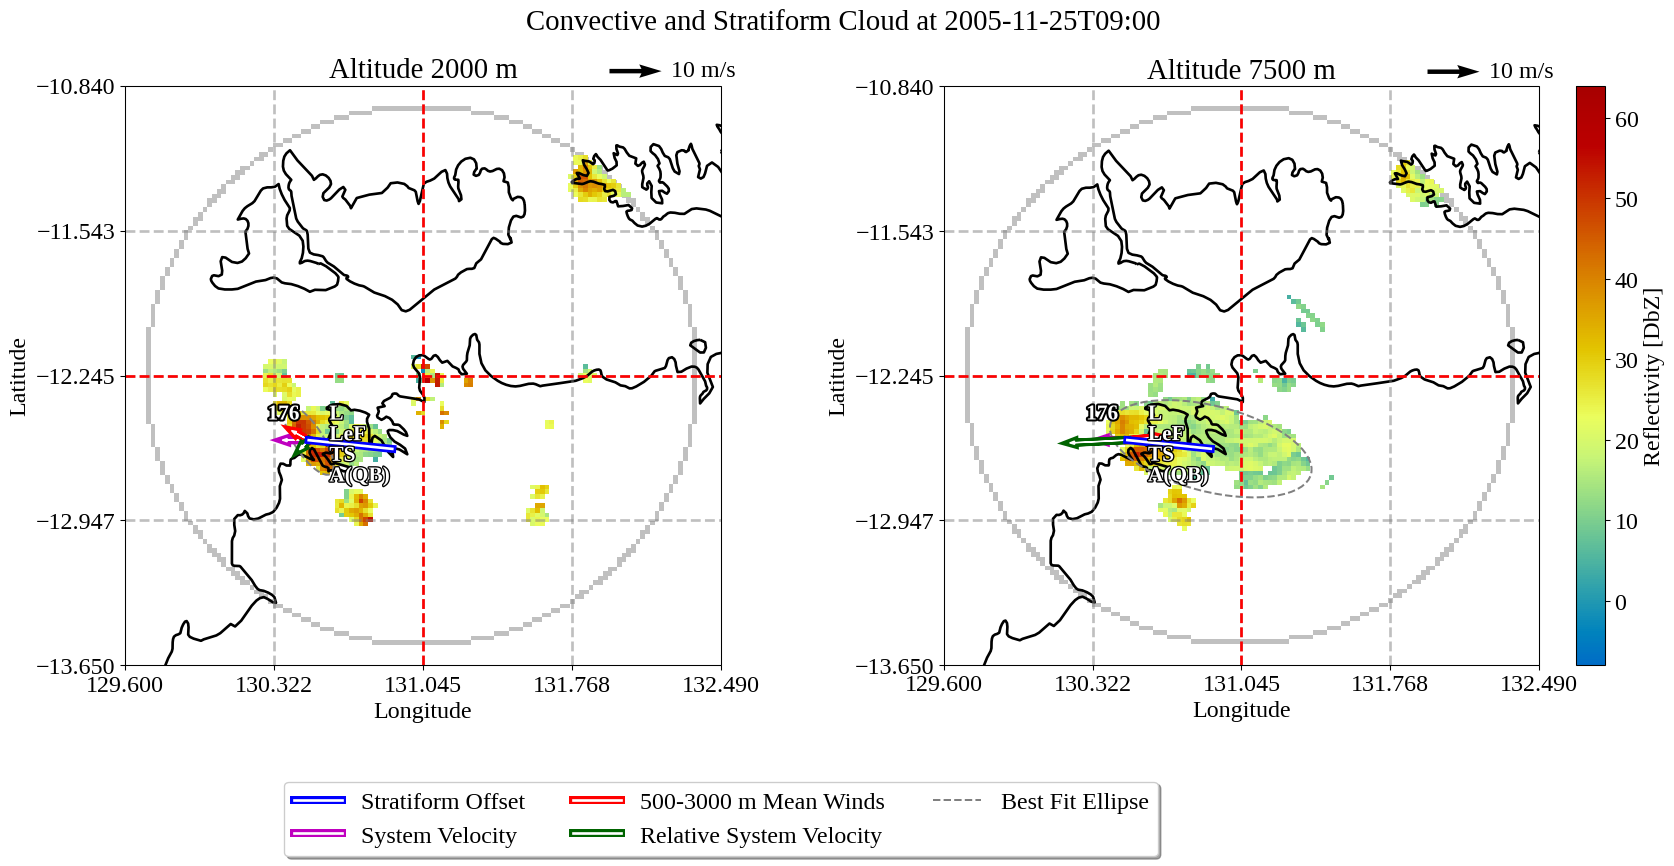 Convective and Stratiform Cloud at 2005-11-25T09:00
Altitude 2000 m
10 m/s
Altitude 7500 m
10 m/s
−10.840
−11.543
−12.245
−12.947
−13.650
129.600
130.322
131.045
131.768
132.490
Longitude
Latitude
176
L
LeF
TS
A(QB)
−10.840
−11.543
−12.245
−12.947
−13.650
129.600
130.322
131.045
131.768
132.490
Longitude
Latitude
176
L
LeF
TS
A(QB)
60
50
40
30
20
10
0
Reflectivity [DbZ]
Stratiform Offset
500-3000 m Mean Winds
Best Fit Ellipse
System Velocity
Relative System Velocity